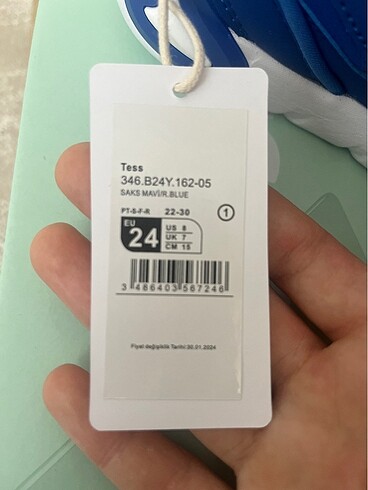 Tess
346.B24Y.162-05
SAKS MAVİ/R.BLUE
PT-S-F-R 22-30 1
EU 24
US 8
UK 7
CM 15
3 486403 567246
Fiyat değişiklik Tarihi 30.01.2024